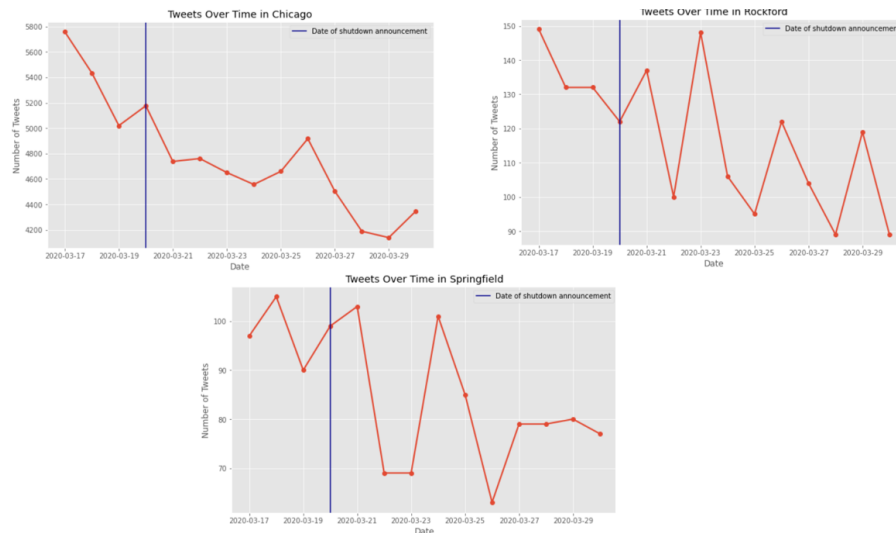 Tweets Over Time in Chicago
Date of shutdown announcement
Number of Tweets
5800
5600
5400
5200
5000
4800
4600
4400
4200
2020-03-17 2020-03-19 2020-03-21 2020-03-23 2020-03-25 2020-03-27 2020-03-29
Date
Tweets Over Time in Rockford
Date of shutdown announcement
Number of Tweets
150
140
130
120
110
100
90
2020-03-17 2020-03-19 2020-03-21 2020-03-23 2020-03-25 2020-03-27 2020-03-29
Date
Tweets Over Time in Springfield
Date of shutdown announcement
Number of Tweets
100
90
80
70
2020-03-17 2020-03-19 2020-03-21 2020-03-23 2020-03-25 2020-03-27 2020-03-29
Date